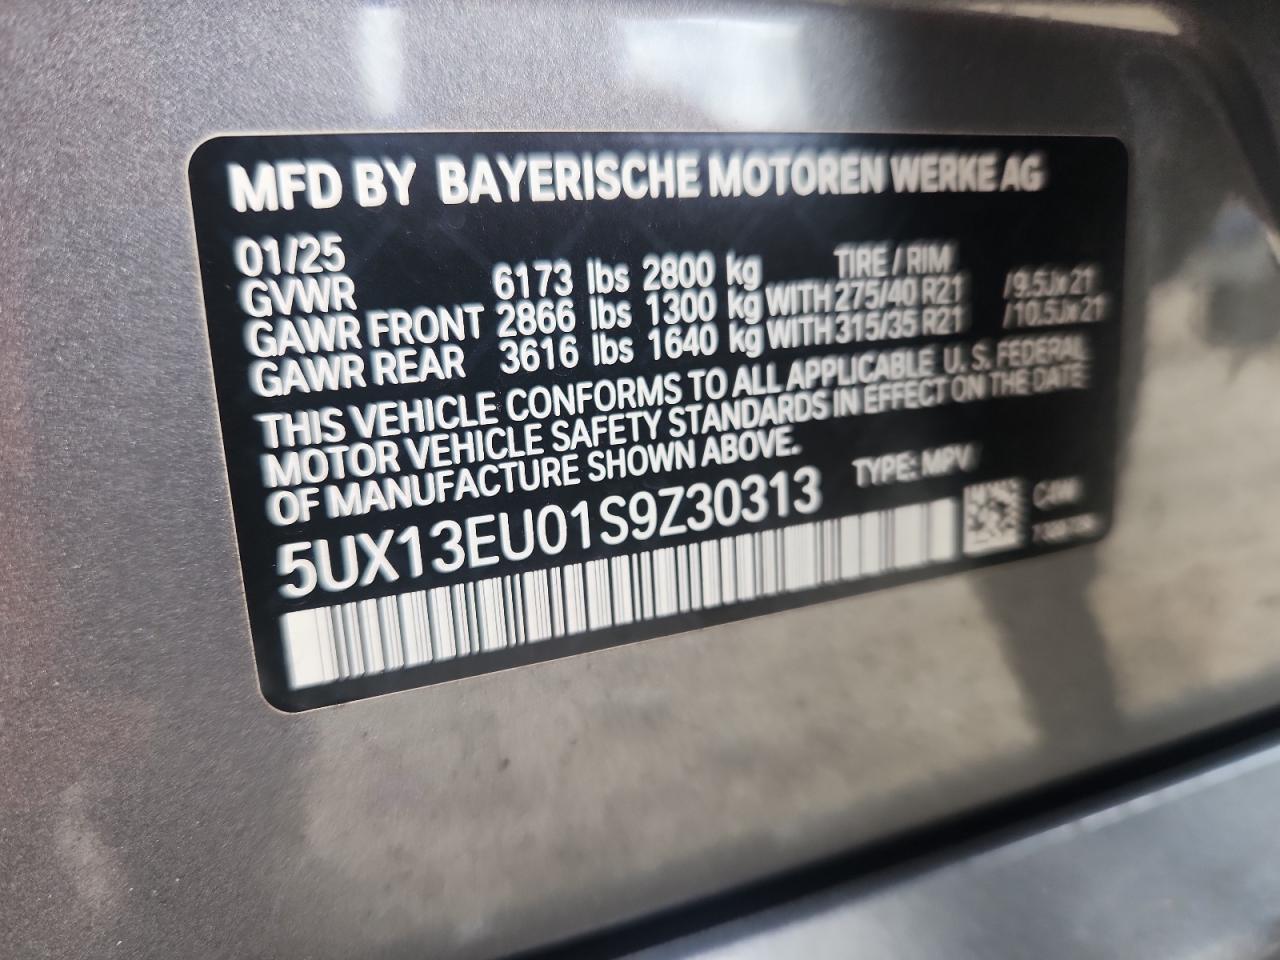 MFD BY BAYERISCHE MOTOREN WERKE AG
01/25 TIRE / RIM
GVWR 6173 lbs 2800 kg
GAWR FRONT 2866 lbs 1300 kg WITH 275/40 R21 /9.5Jx21
GAWR REAR 3616 lbs 1640 kg WITH 315/35 R21 /10.5Jx21
THIS VEHICLE CONFORMS TO ALL APPLICABLE U. S. FEDERAL
MOTOR VEHICLE SAFETY STANDARDS IN EFFECT ON THE DATE
OF MANUFACTURE SHOWN ABOVE.
5UX13EU01S9Z30313 TYPE: MPV